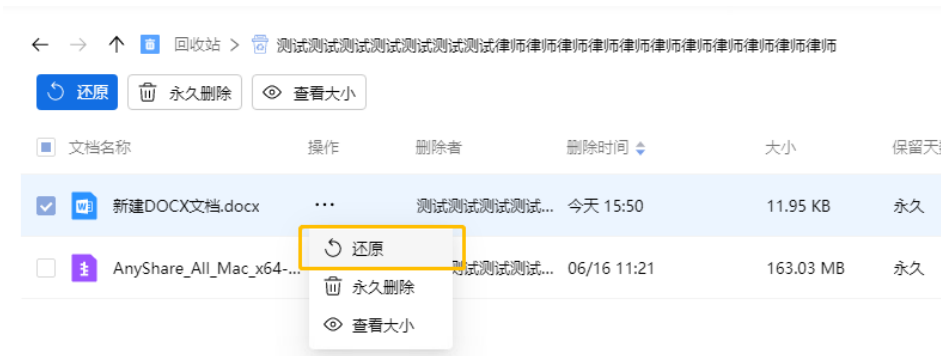 回收站 > 测试测试测试测试测试测试测试律师律师律师律师律师律师律师律师律师律师律师
还原 永久删除 查看大小
文档名称 操作 删除者 删除时间 大小 保留天
新建DOCX文档.docx ... 测试测试测试测试... 今天 15:50 11.95 KB 永久
还原
AnyShare_All_Mac_x64-... 测试测试测试... 06/16 11:21 163.03 MB 永久
永久删除
查看大小